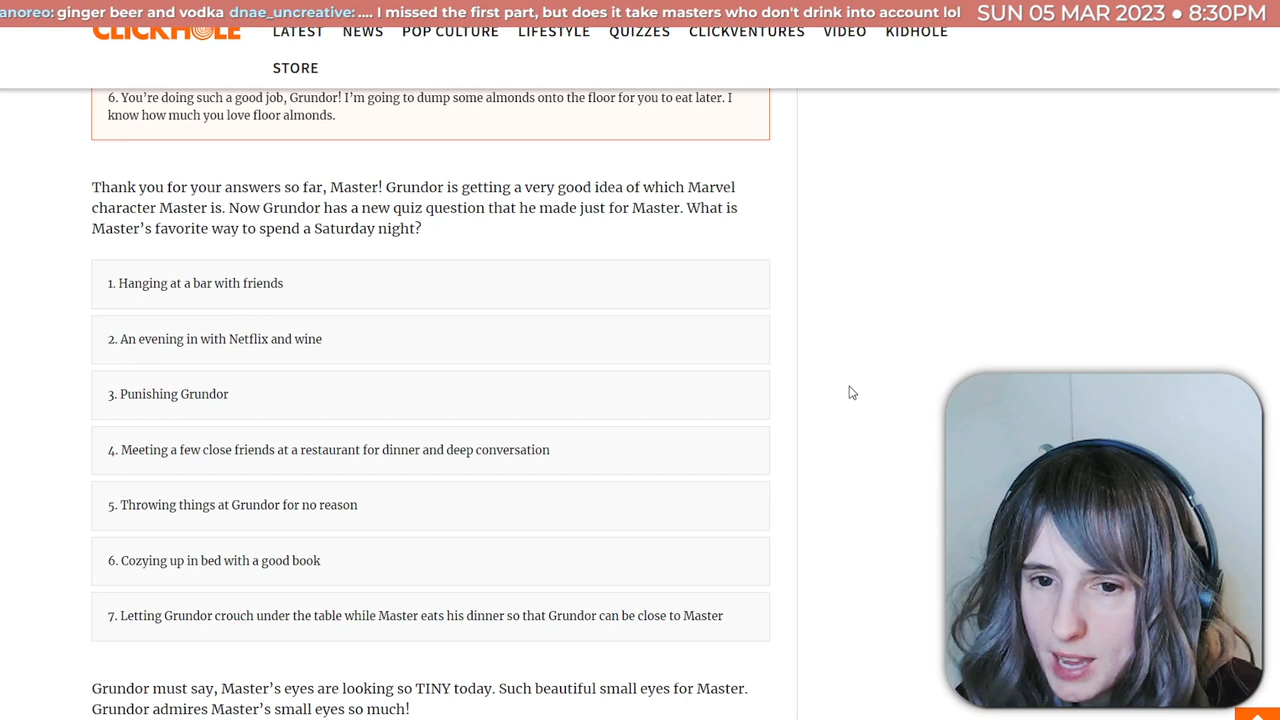 anoreo: ginger beer and vodka dnae_uncreative: .... I missed the first part, but does it take masters who don't drink into account lol
SUN 05 MAR 2023 ● 8:30PM
CLICKHOLE
LATEST NEWS POP CULTURE LIFESTYLE QUIZZES CLICKVENTURES VIDEO KIDHOLE
STORE
6. You’re doing such a good job, Grundor! I’m going to dump some almonds onto the floor for you to eat later. I
know how much you love floor almonds.
Thank you for your answers so far, Master! Grundor is getting a very good idea of which Marvel
character Master is. Now Grundor has a new quiz question that he made just for Master. What is
Master’s favorite way to spend a Saturday night?
1. Hanging at a bar with friends
2. An evening in with Netflix and wine
3. Punishing Grundor
4. Meeting a few close friends at a restaurant for dinner and deep conversation
5. Throwing things at Grundor for no reason
6. Cozying up in bed with a good book
7. Letting Grundor crouch under the table while Master eats his dinner so that Grundor can be close to Master
Grundor must say, Master’s eyes are looking so TINY today. Such beautiful small eyes for Master.
Grundor admires Master’s small eyes so much!